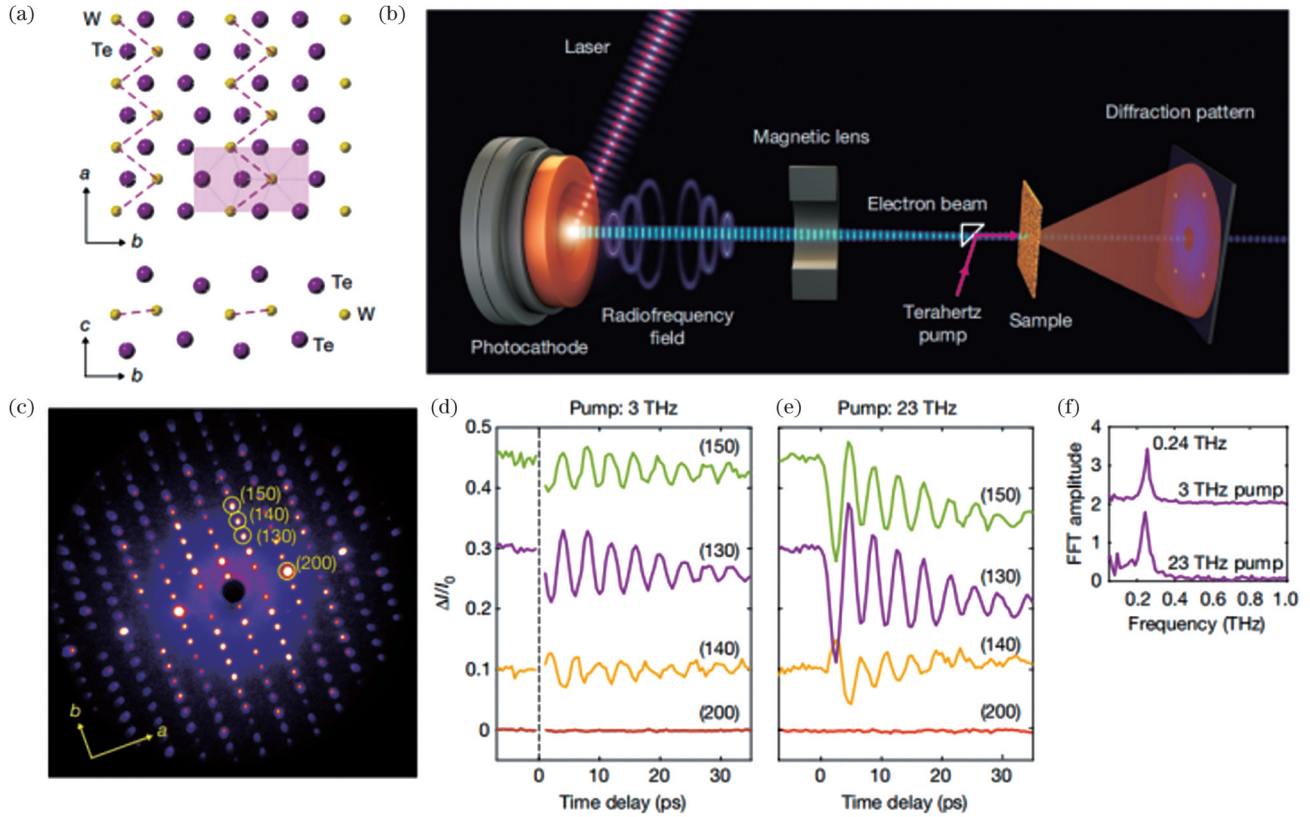 (a)
W
Te
a
b
Te
W
c
Te
b
(b)
Laser
Magnetic lens
Diffraction pattern
Electron beam
Radiofrequency
field
Terahertz
pump
Sample
Photocathode
(c)
(150)
(140)
(130)
(200)
b
a
(d)
Pump: 3 THz
0.5
0.4
0.3
0.2
0.1
0
ΔI/I0
(150)
(130)
(140)
(200)
0
10
20
30
Time delay (ps)
(e)
Pump: 23 THz
(150)
(130)
(140)
(200)
0
10
20
30
Time delay (ps)
(f)
4
3
2
1
0
FFT amplitude
0.24 THz
3 THz pump
23 THz pump
0.2
0.4
0.6
0.8
1.0
Frequency (THz)